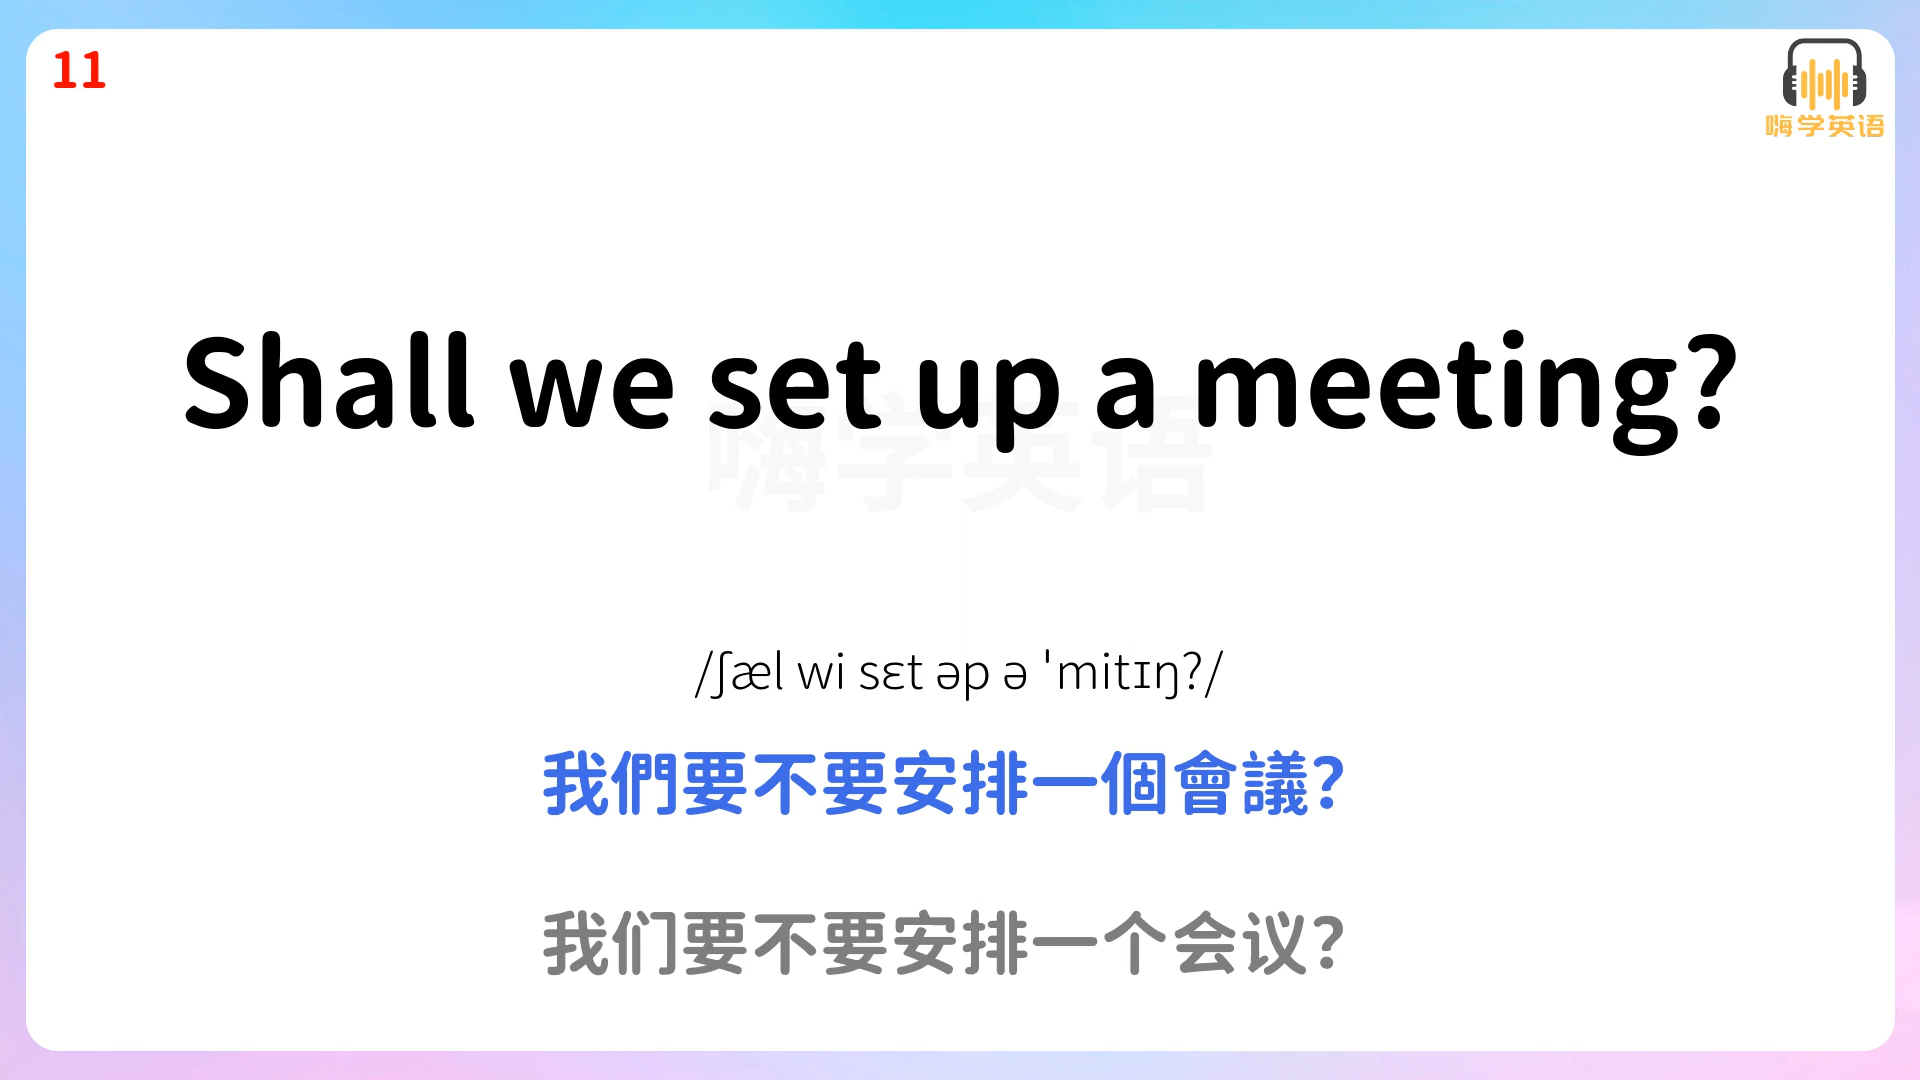 11
嗨学英语
Shall we set up a meeting?
嗨学英语
/ʃæl wi sɛt əp ə ˈmitɪŋ?/
我們要不要安排一個會議？
我们要不要安排一个会议？